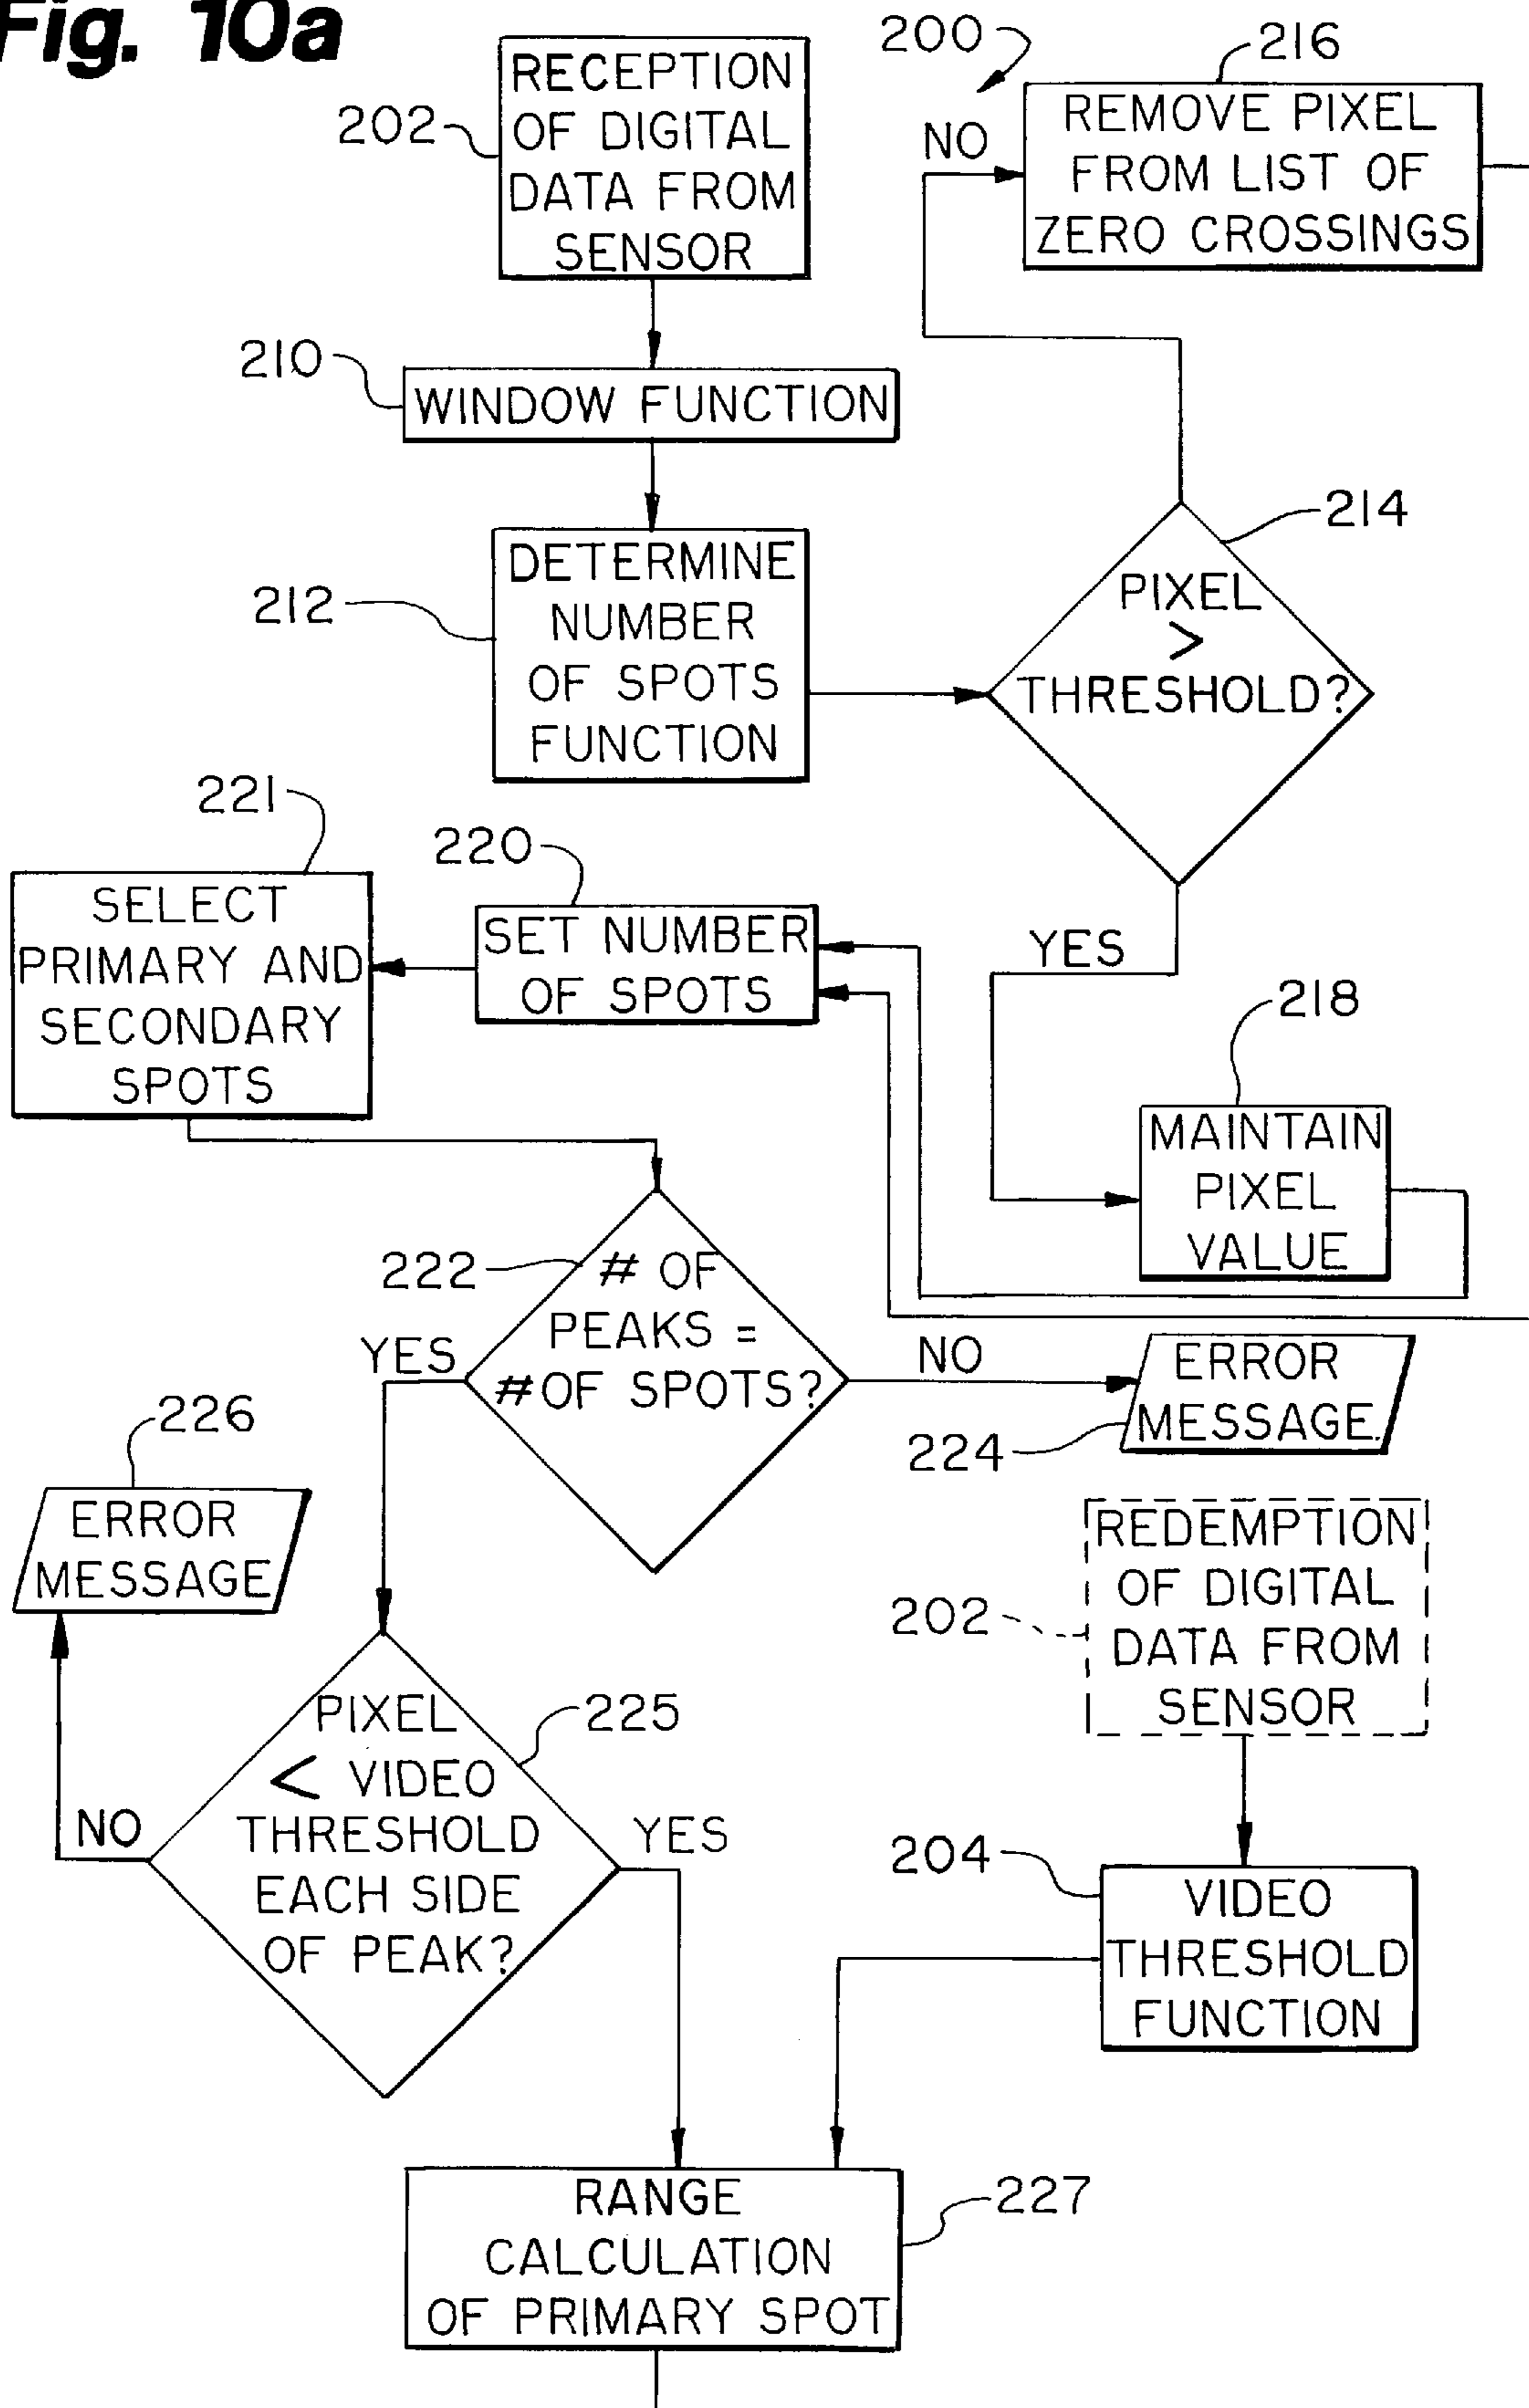 Fig. 10a
200
216
202
RECEPTION
OF DIGITAL
DATA FROM
SENSOR
NO
REMOVE PIXEL
FROM LIST OF
ZERO CROSSINGS
210
WINDOW FUNCTION
214
212
DETERMINE
NUMBER
OF SPOTS
FUNCTION
PIXEL
>
THRESHOLD?
221
220
SELECT
PRIMARY AND
SECONDARY
SPOTS
SET NUMBER
OF SPOTS
YES
218
MAINTAIN
PIXEL
VALUE
222
# OF
PEAKS =
#OF SPOTS?
YES
NO
ERROR
MESSAGE.
224
226
ERROR
MESSAGE
REDEMPTION
OF DIGITAL
DATA FROM
SENSOR
202
225
PIXEL
< VIDEO
THRESHOLD
EACH SIDE
OF PEAK?
NO
YES
204
VIDEO
THRESHOLD
FUNCTION
RANGE
CALCULATION
OF PRIMARY SPOT
227